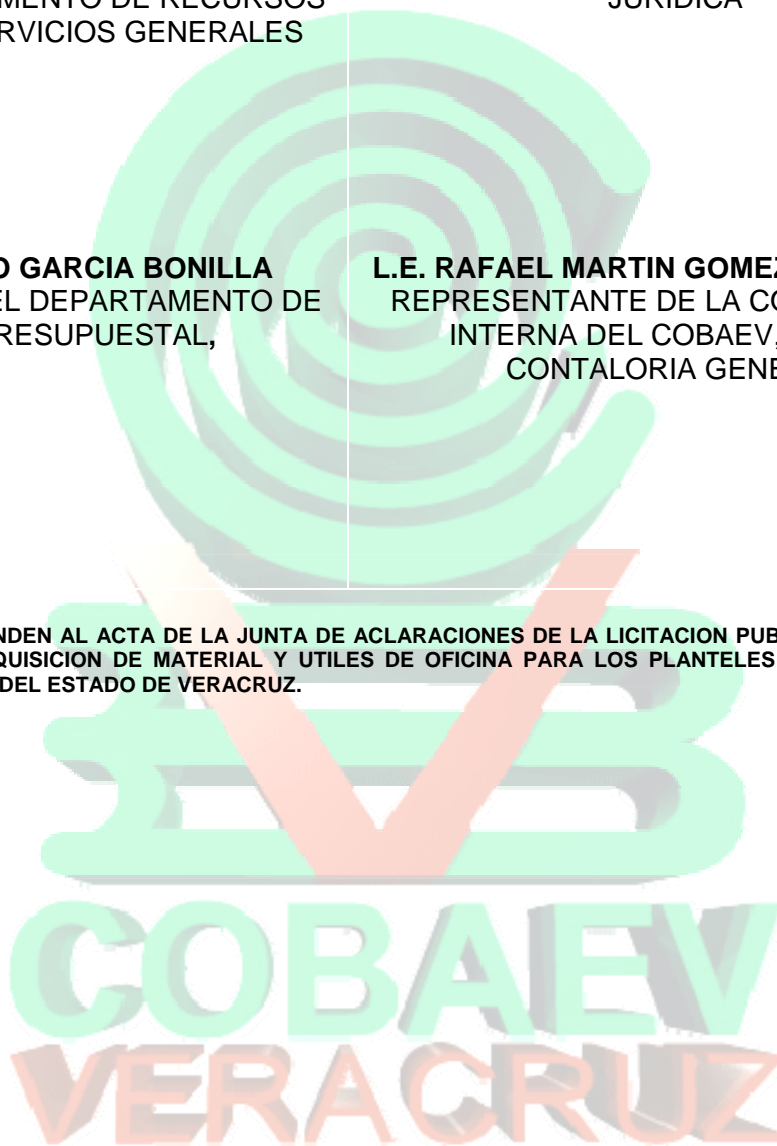 MENTO DE RECURSOS
RVICIOS GENERALES
JURIDICA
O GARCIA BONILLA
EL DEPARTAMENTO DE
RESUPUESTAL,
L.E. RAFAEL MARTIN GOMEZ
REPRESENTANTE DE LA CO
INTERNA DEL COBAEV,
CONTALORIA GENE
NDEN AL ACTA DE LA JUNTA DE ACLARACIONES DE LA LICITACION PUB
QUISICION DE MATERIAL Y UTILES DE OFICINA PARA LOS PLANTELES
DEL ESTADO DE VERACRUZ.
COBAEV
VERACRUZ